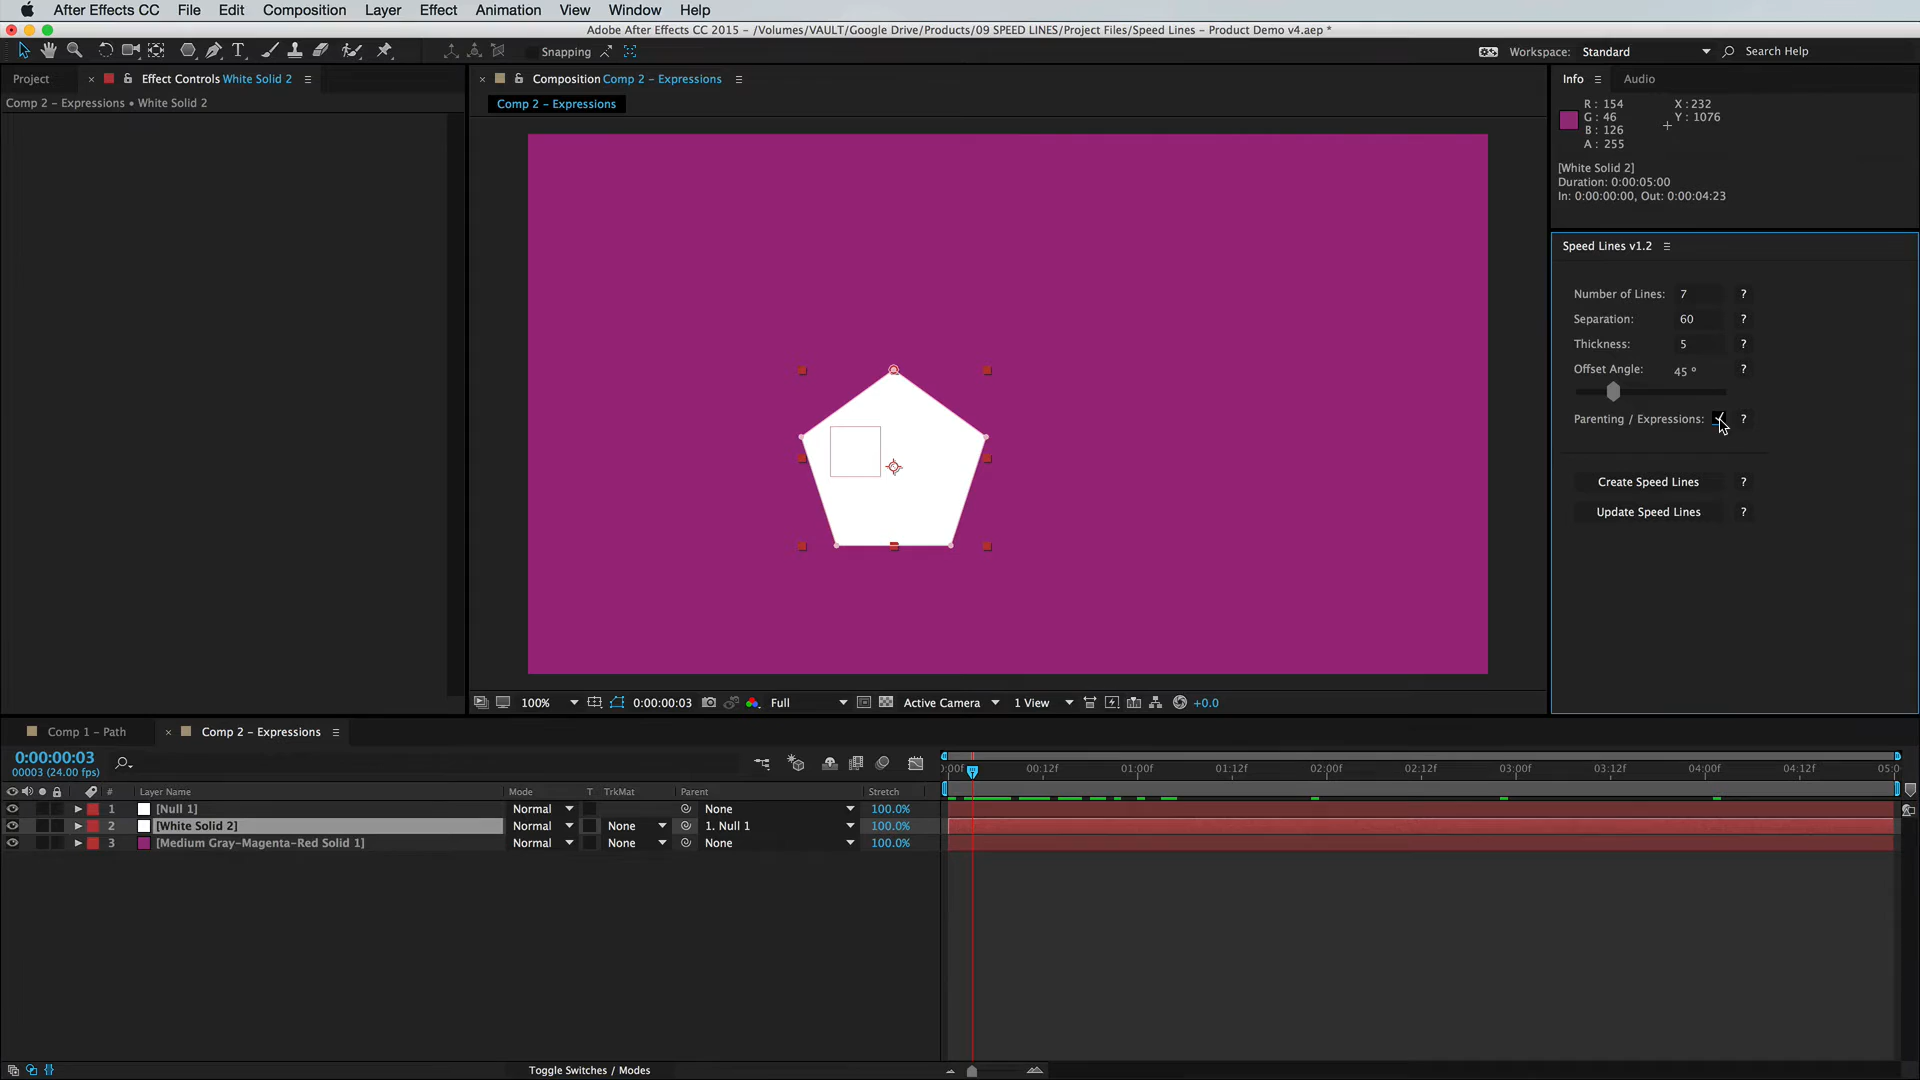 After Effects CC File Edit Composition Layer Effect Animation View Window Help
Adobe After Effects CC 2015 - /Volumes/VAULT/Google Drive/Products/09 SPEED LINES/Project Files/Speed Lines - Product Demo v4.aep *
T Snapping Workspace: Standard Search Help
Project × Effect Controls White Solid 2 × Composition Comp 2 - Expressions Info Audio
Comp 2 - Expressions • White Solid 2
Comp 2 - Expressions
R : 154 X : 232
G : 46 Y : 1076
B : 126
A : 255
[White Solid 2]
Duration: 0:00:05:00
In: 0:00:00:00, Out: 0:00:04:23
Speed Lines v1.2
Number of Lines: 7 ?
Separation: 60 ?
Thickness: 5 ?
Offset Angle: 45 º ?
Parenting / Expressions: ?
Create Speed Lines ?
Update Speed Lines ?
100% 0:00:00:03 Full Active Camera 1 View +0.0
Comp 1 - Path × Comp 2 - Expressions
0:00:00:03
00003 (24.00 fps)
):00f 00:12f 01:00f 01:12f 02:00f 02:12f 03:00f 03:12f 04:00f 04:12f 05:0
# Layer Name Mode T TrkMat Parent Stretch
1 [Null 1] Normal None 100.0%
2 [White Solid 2] Normal None 1. Null 1 100.0%
3 [Medium Gray-Magenta-Red Solid 1] Normal None None 100.0%
Toggle Switches / Modes